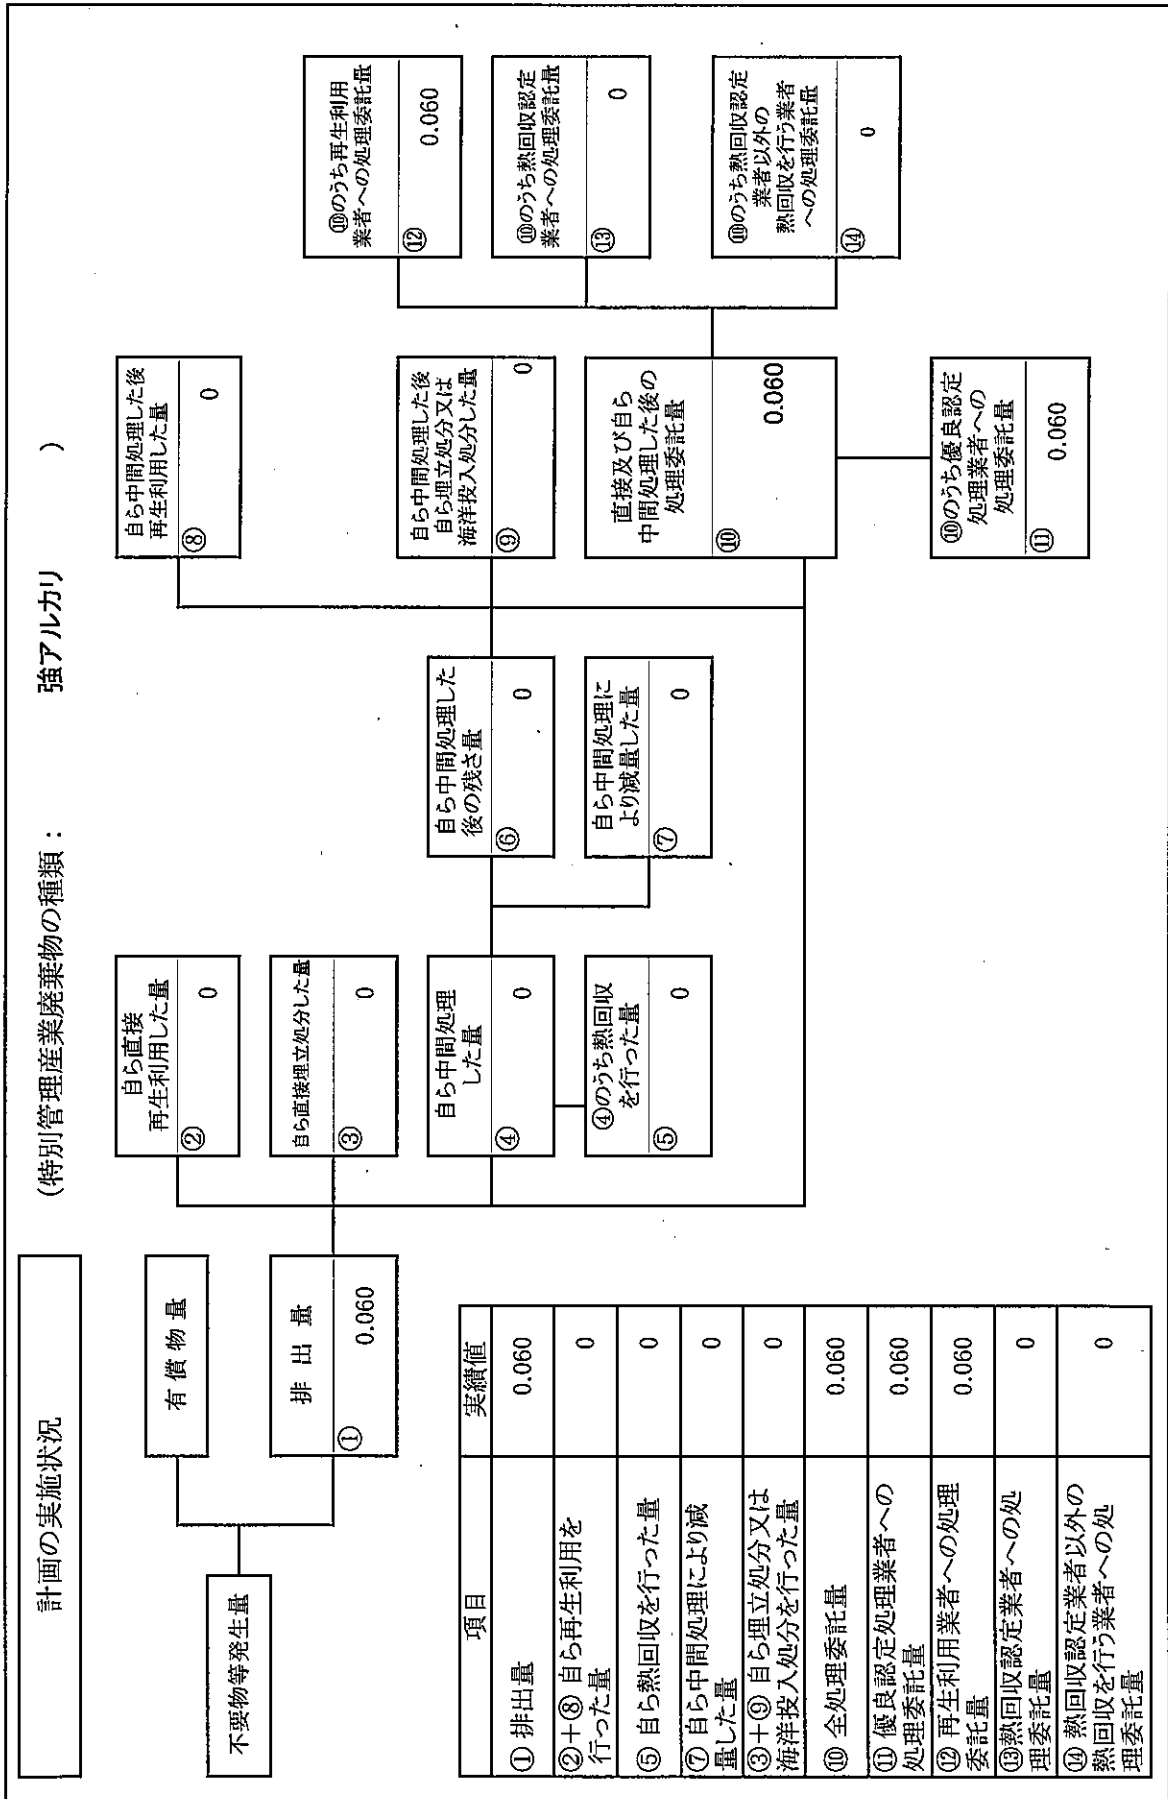 計画の実施状況
(特別管理産業廃棄物の種類： 強アルカリ )
不要物等発生量
有償物量
排出量
① 0.060
自ら直接
再生利用した量
② 0
自ら直接埋立処分した量
③ 0
自ら中間処理
した量
④ 0
④のうち熱回収
を行った量
⑤ 0
自ら中間処理した
後の残さ量
⑥ 0
自ら中間処理に
より減量した量
⑦ 0
自ら中間処理した後
再生利用した量
⑧ 0
自ら中間処理した後
自ら埋立処分又は
海洋投入処分した量
⑨ 0
直接及び自ら
中間処理した後の
処理委託量
⑩ 0.060
⑩のうち優良認定
処理業者への
処理委託量
⑪ 0.060
⑩のうち再生利用
業者への処理委託量
⑫ 0.060
⑩のうち熱回収認定
業者への処理委託量
⑬ 0
⑩のうち熱回収認定
業者以外の
熱回収を行う業者
への処理委託量
⑭ 0
項目 実績値
① 排出量 0.060
②＋⑧ 自ら再生利用を
行った量 0
⑤ 自ら熱回収を行った量 0
⑦ 自ら中間処理により減
量した量 0
③＋⑨ 自ら埋立処分又は
海洋投入処分を行った量 0
⑩ 全処理委託量 0.060
⑪ 優良認定処理業者への
処理委託量 0.060
⑫ 再生利用業者への処理
委託量 0.060
⑬熱回収認定業者への処
理委託量 0
⑭ 熱回収認定業者以外の
熱回収を行う業者への処
理委託量 0